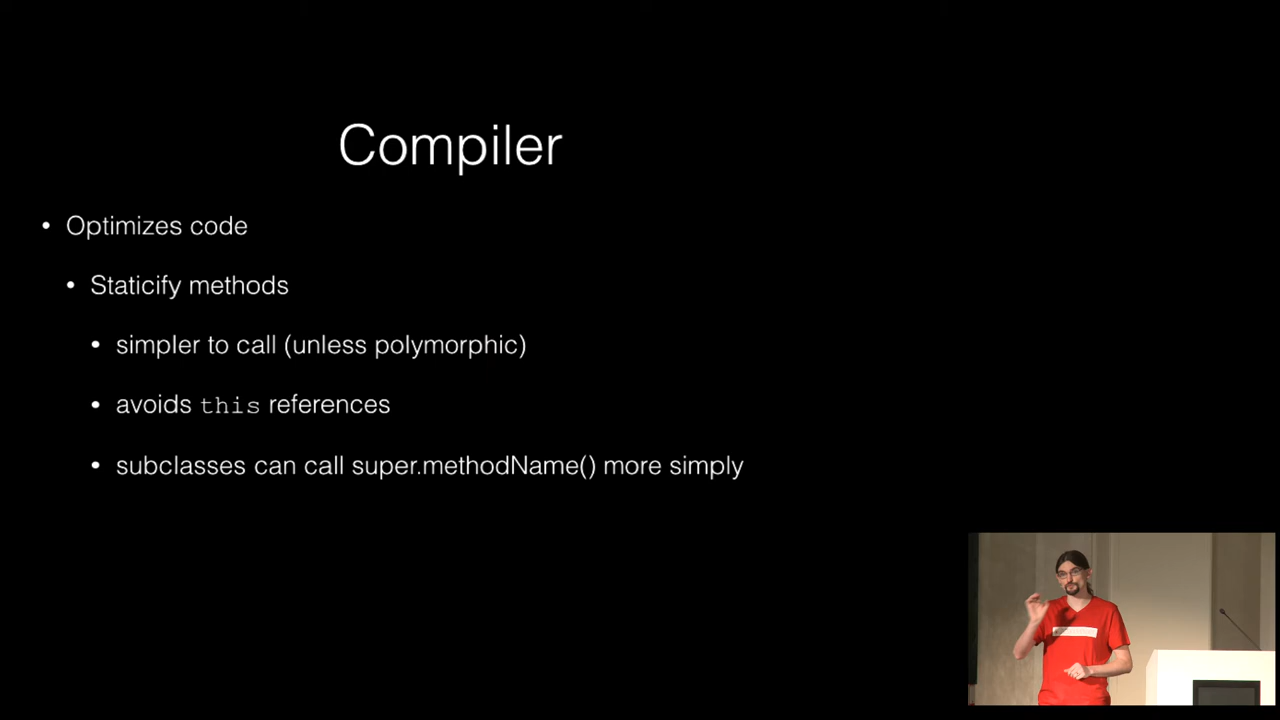 Compiler
• Optimizes code
• Staticify methods
• simpler to call (unless polymorphic)
• avoids this references
• subclasses can call super.methodName() more simply